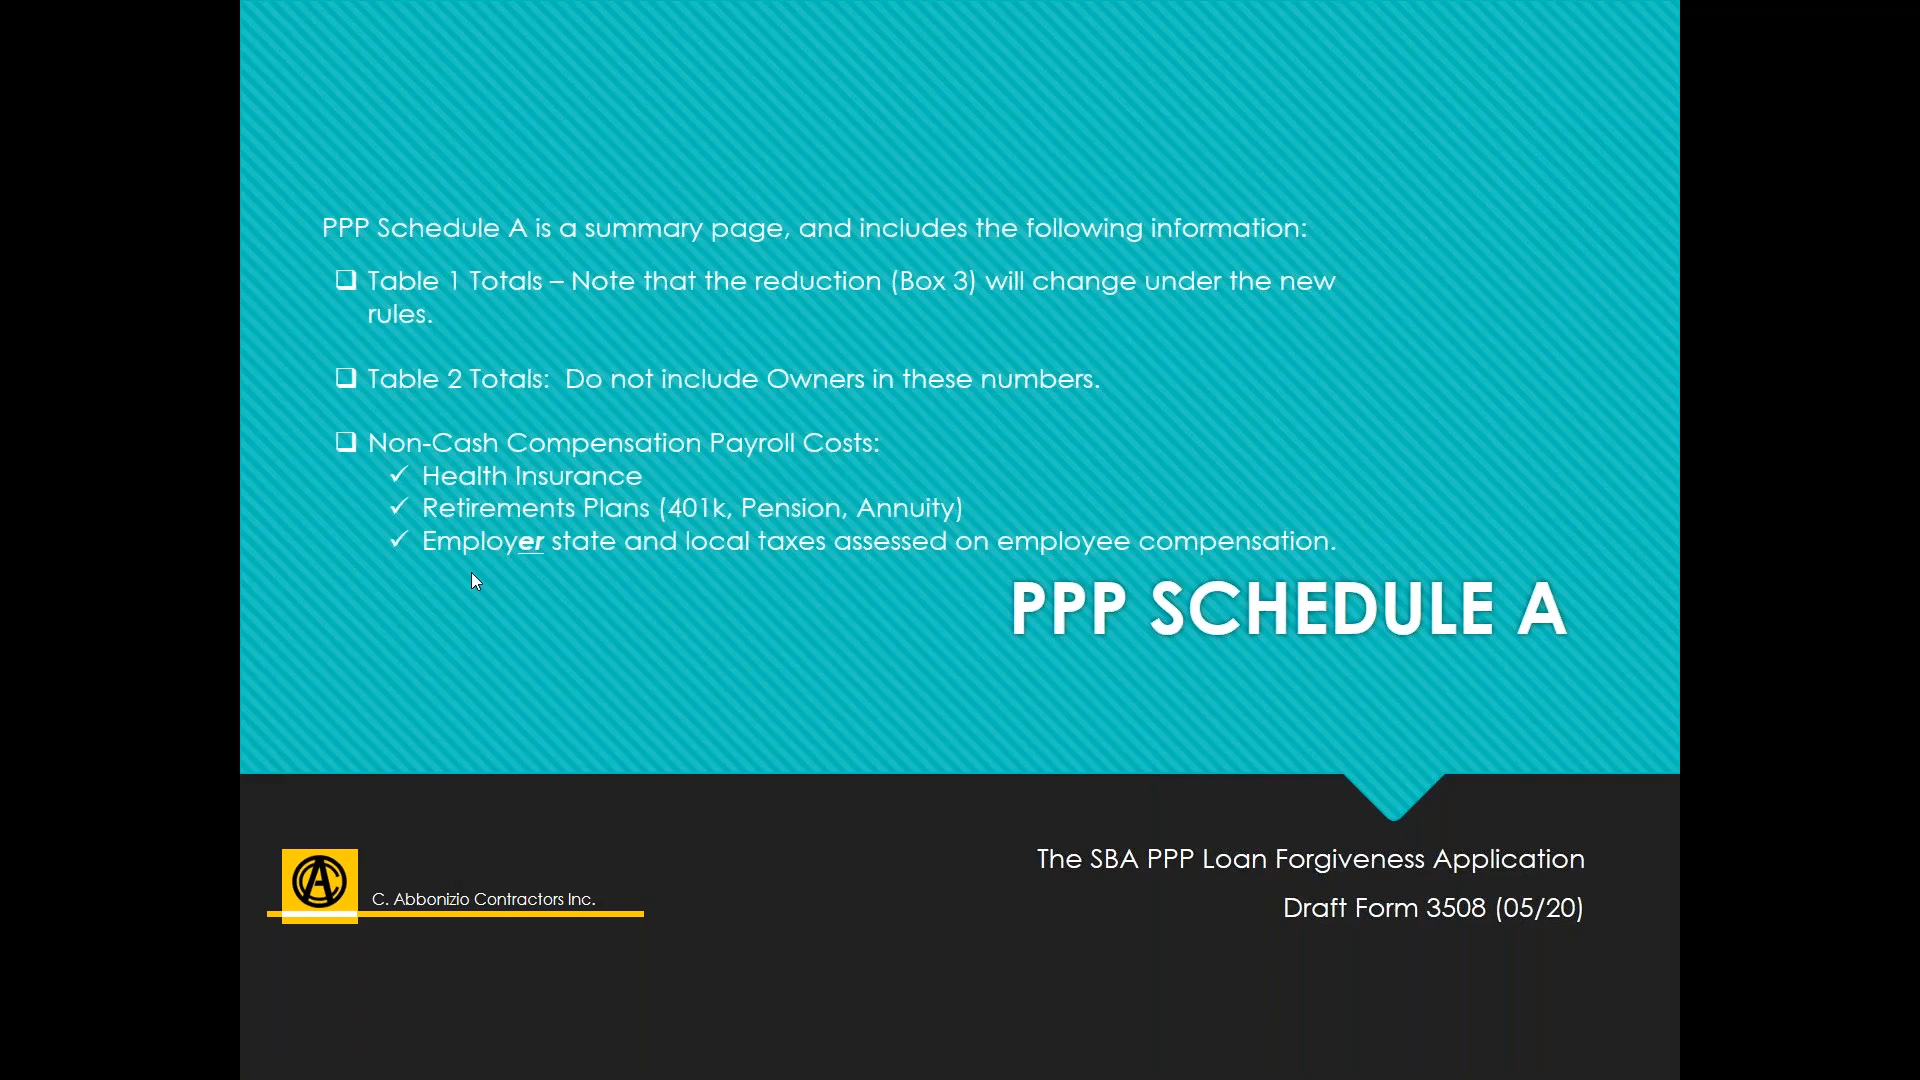 PPP Schedule A is a summary page, and includes the following information:
❑ Table 1 Totals – Note that the reduction (Box 3) will change under the new
rules.
❑ Table 2 Totals:  Do not include Owners in these numbers.
❑ Non-Cash Compensation Payroll Costs:
✓ Health Insurance
✓ Retirements Plans (401k, Pension, Annuity)
✓ Employer state and local taxes assessed on employee compensation.
PPP SCHEDULE A
The SBA PPP Loan Forgiveness Application
Draft Form 3508 (05/20)
C. Abbonizio Contractors Inc.